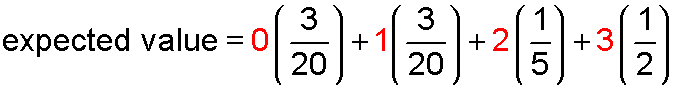 expected value = 0(3/20) + 1(3/20) + 2(1/5) + 3(1/2)